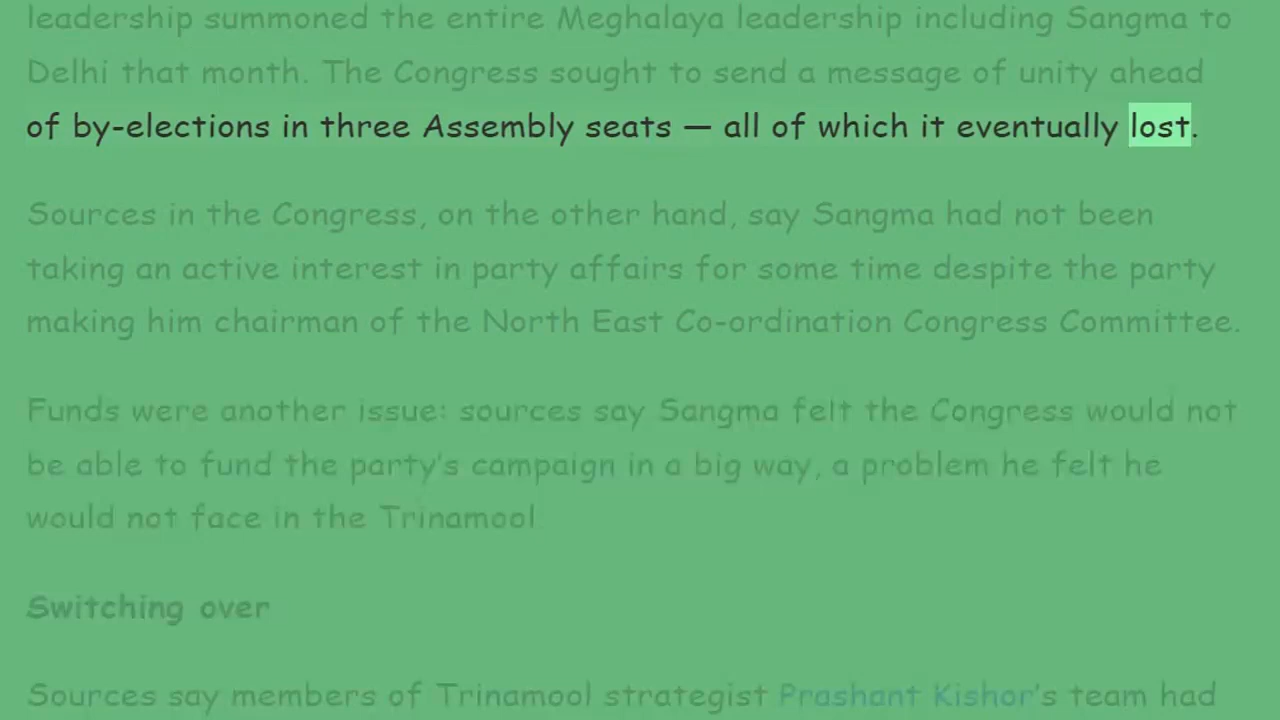 leadership summoned the entire Meghalaya leadership including Sangma to
Delhi that month. The Congress sought to send a message of unity ahead
of by-elections in three Assembly seats — all of which it eventually lost.
Sources in the Congress, on the other hand, say Sangma had not been
taking an active interest in party affairs for some time despite the party
making him chairman of the North East Co-ordination Congress Committee.
Funds were another issue: sources say Sangma felt the Congress would not
be able to fund the party's campaign in a big way, a problem he felt he
would not face in the Trinamool.
Switching over
Sources say members of Trinamool strategist Prashant Kishor's team had